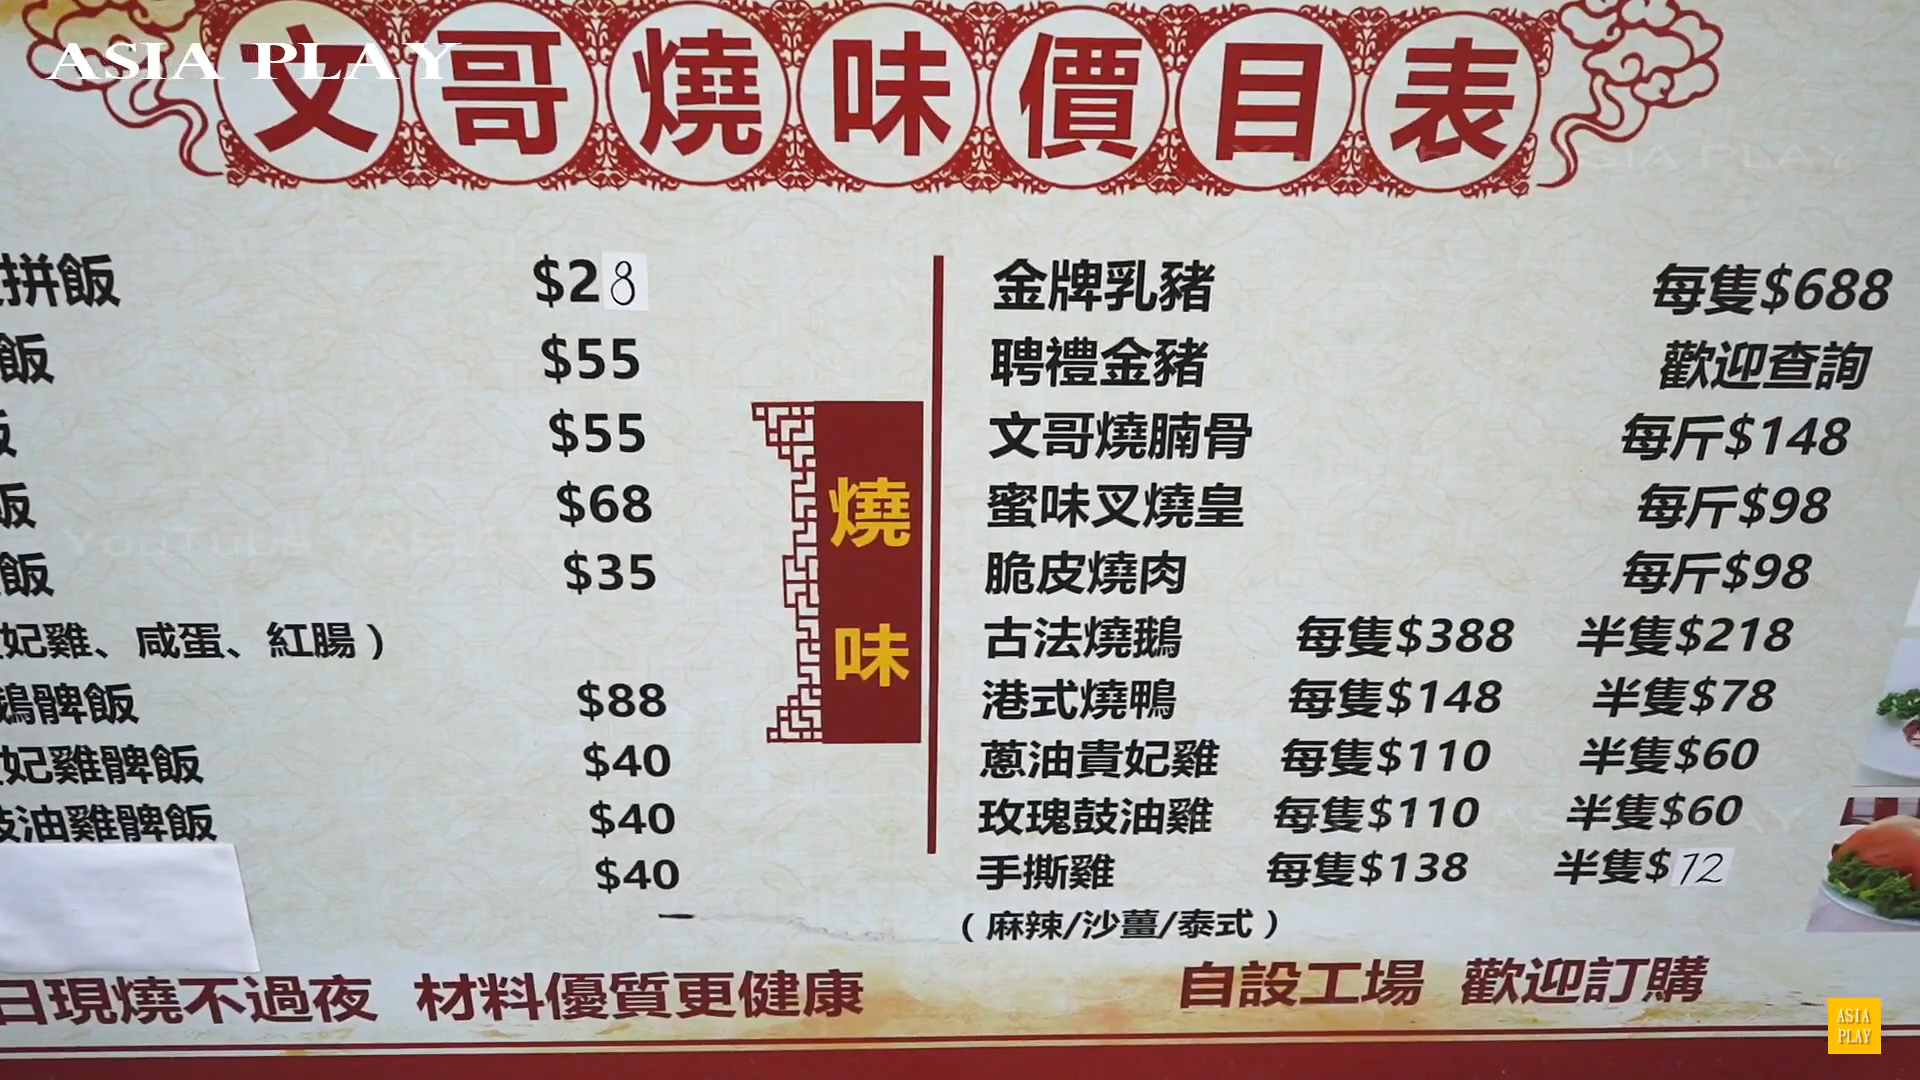 ASIA PLAY
文哥燒味價目表
拼飯 $28
飯 $55
飯 $55
飯 $68
飯 $35
妃雞、咸蛋、紅腸）
鵝髀飯 $88
妃雞髀飯 $40
豉油雞髀飯 $40
$40
燒味
金牌乳豬 每隻$688
聘禮金豬 歡迎查詢
文哥燒腩骨 每斤$148
蜜味叉燒皇 每斤$98
脆皮燒肉 每斤$98
古法燒鵝 每隻$388 半隻$218
港式燒鴨 每隻$148 半隻$78
蔥油貴妃雞 每隻$110 半隻$60
玫瑰鼓油雞 每隻$110 半隻$60
手撕雞 每隻$138 半隻$72
（麻辣/沙薑/泰式）
日現燒不過夜 材料優質更健康
自設工場 歡迎訂購
ASIA PLAY